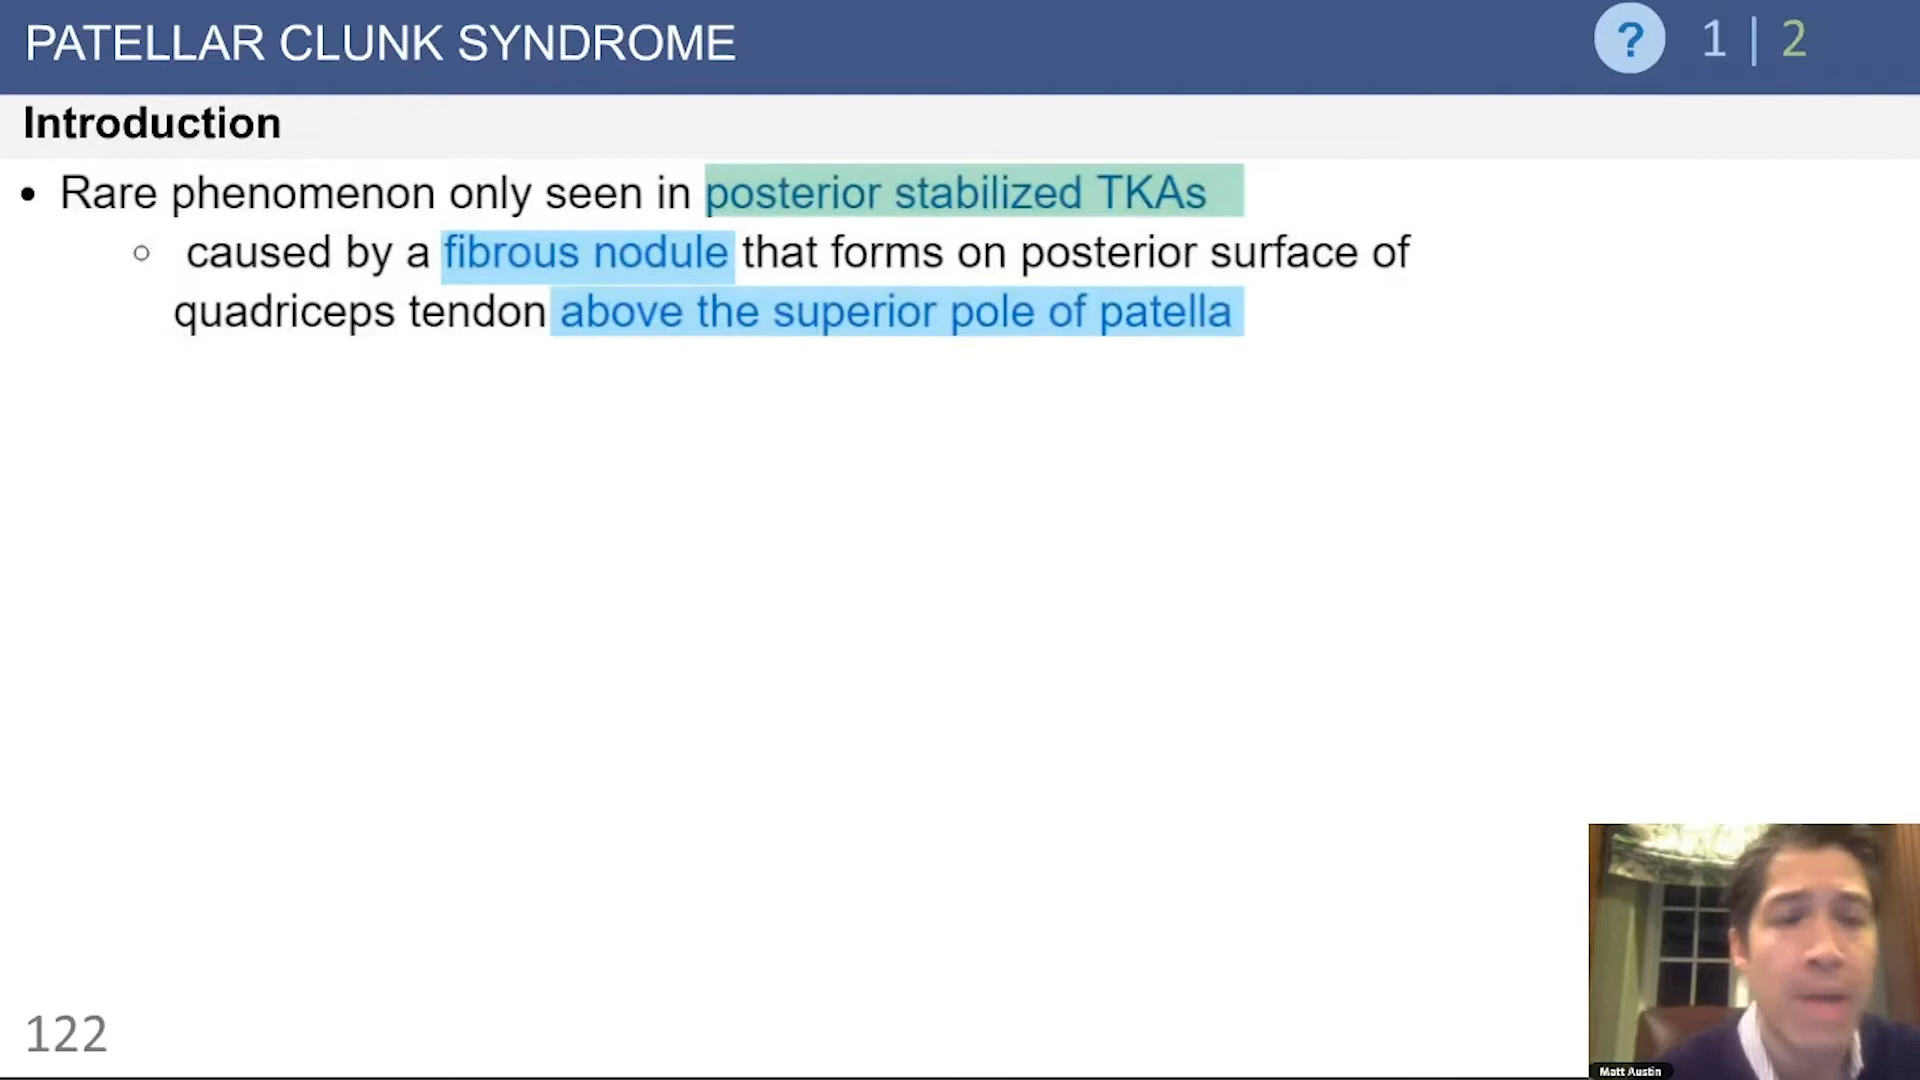 PATELLAR CLUNK SYNDROME
? 1 | 2
Introduction
• Rare phenomenon only seen in posterior stabilized TKAs
○ caused by a fibrous nodule that forms on posterior surface of
quadriceps tendon above the superior pole of patella
122
Matt Austin